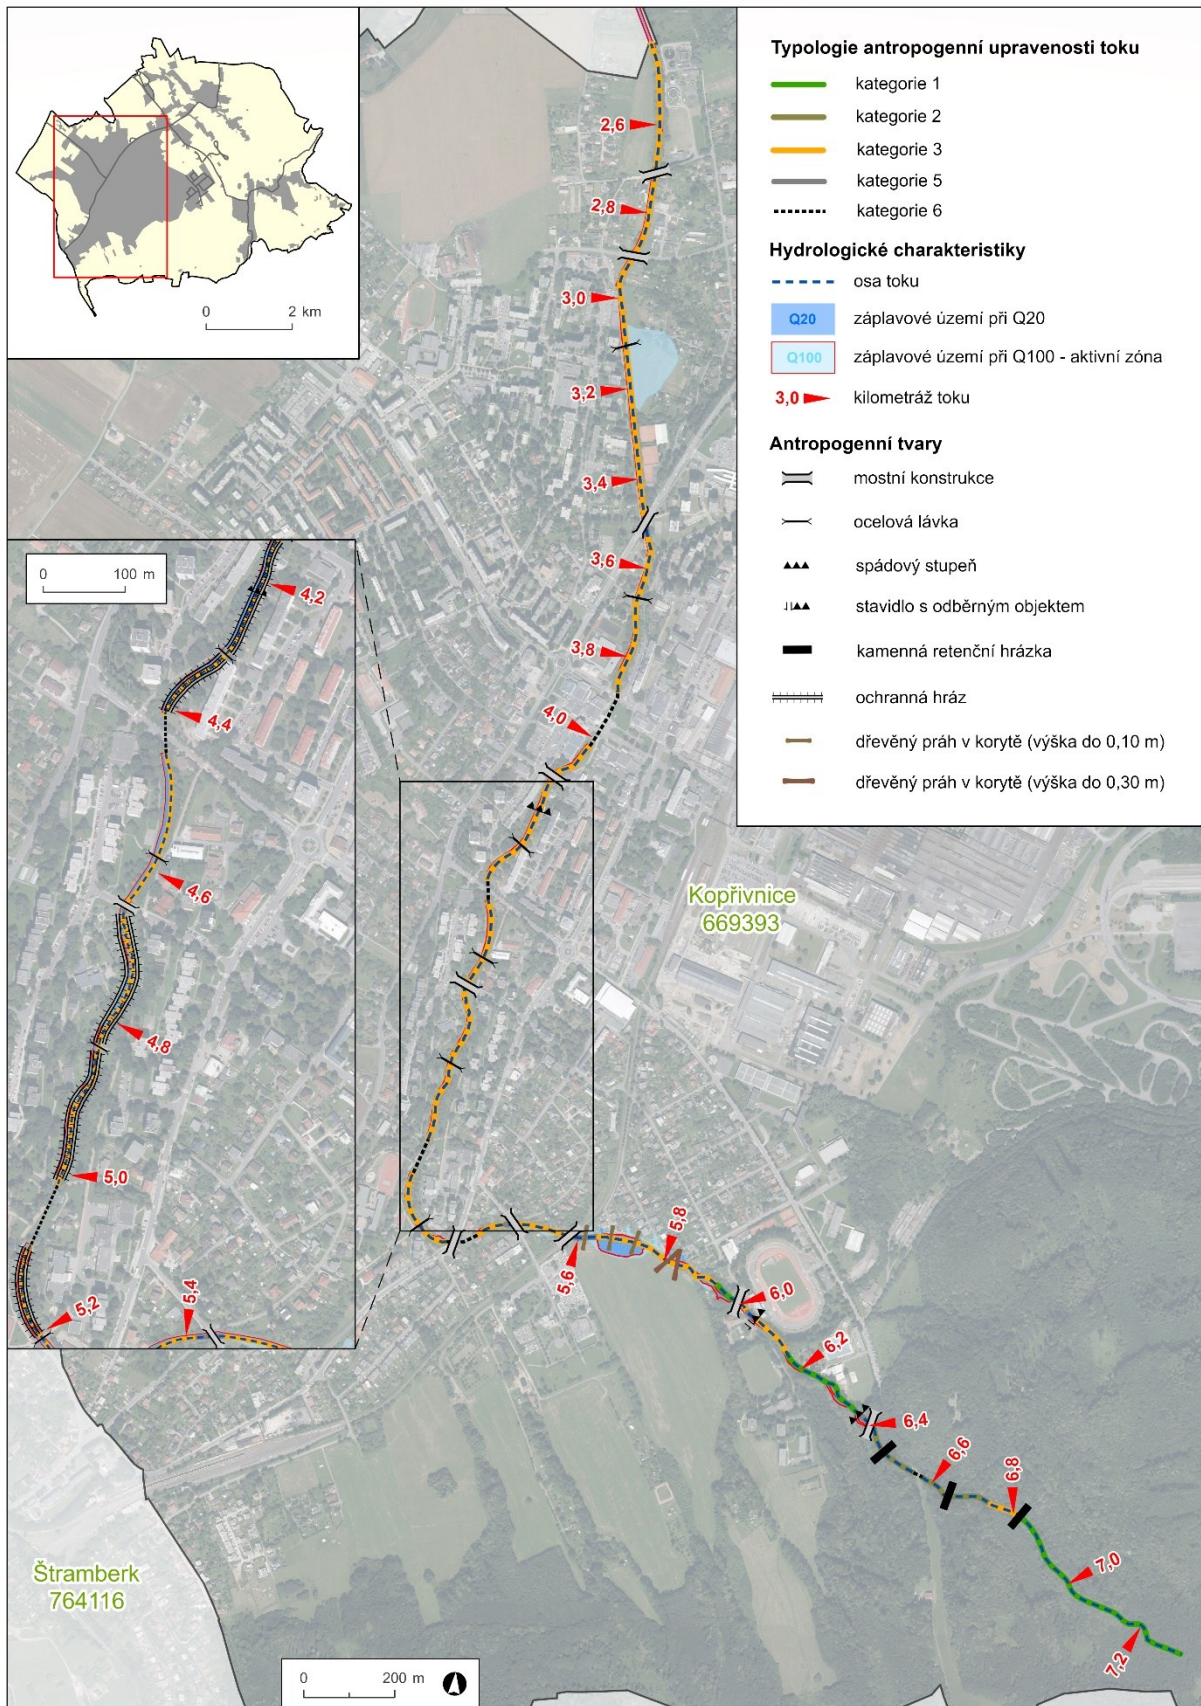 0 2 km
Typologie antropogenní upravenosti toku
kategorie 1
kategorie 2
kategorie 3
kategorie 5
kategorie 6
Hydrologické charakteristiky
osa toku
Q20 záplavové území při Q20
Q100 záplavové území při Q100 - aktivní zóna
3,0 kilometráž toku
Antropogenní tvary
mostní konstrukce
ocelová lávka
spádový stupeň
stavidlo s odběrným objektem
kamenná retenční hrázka
ochranná hráz
dřevěný práh v korytě (výška do 0,10 m)
dřevěný práh v korytě (výška do 0,30 m)
2,6
2,8
3,0
3,2
3,4
3,6
3,8
4,0
0 100 m
4,2
4,4
4,6
4,8
5,0
5,2
5,4
Kopřivnice
669393
5,6
5,8
6,0
6,2
6,4
6,6
6,8
7,0
7,2
Štramberk
764116
0 200 m